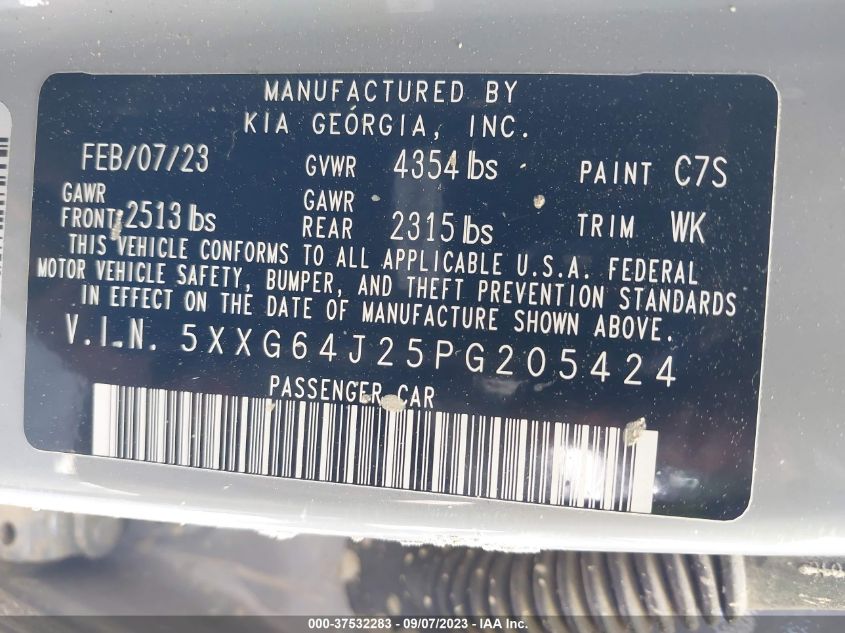 MANUFACTURED BY
KIA GEORGIA, INC.
FEB/07/23 GVWR 4354 lbs PAINT C7S
GAWR FRONT 2513 lbs GAWR REAR 2315 lbs TRIM WK
THIS VEHICLE CONFORMS TO ALL APPLICABLE U.S.A. FEDERAL
MOTOR VEHICLE SAFETY, BUMPER, AND THEFT PREVENTION STANDARDS
IN EFFECT ON THE DATE OF MANUFACTURE SHOWN ABOVE.
V.I.N. 5XXG64J25PG205424
PASSENGER CAR
000-37532283 - 09/07/2023 - IAA Inc.